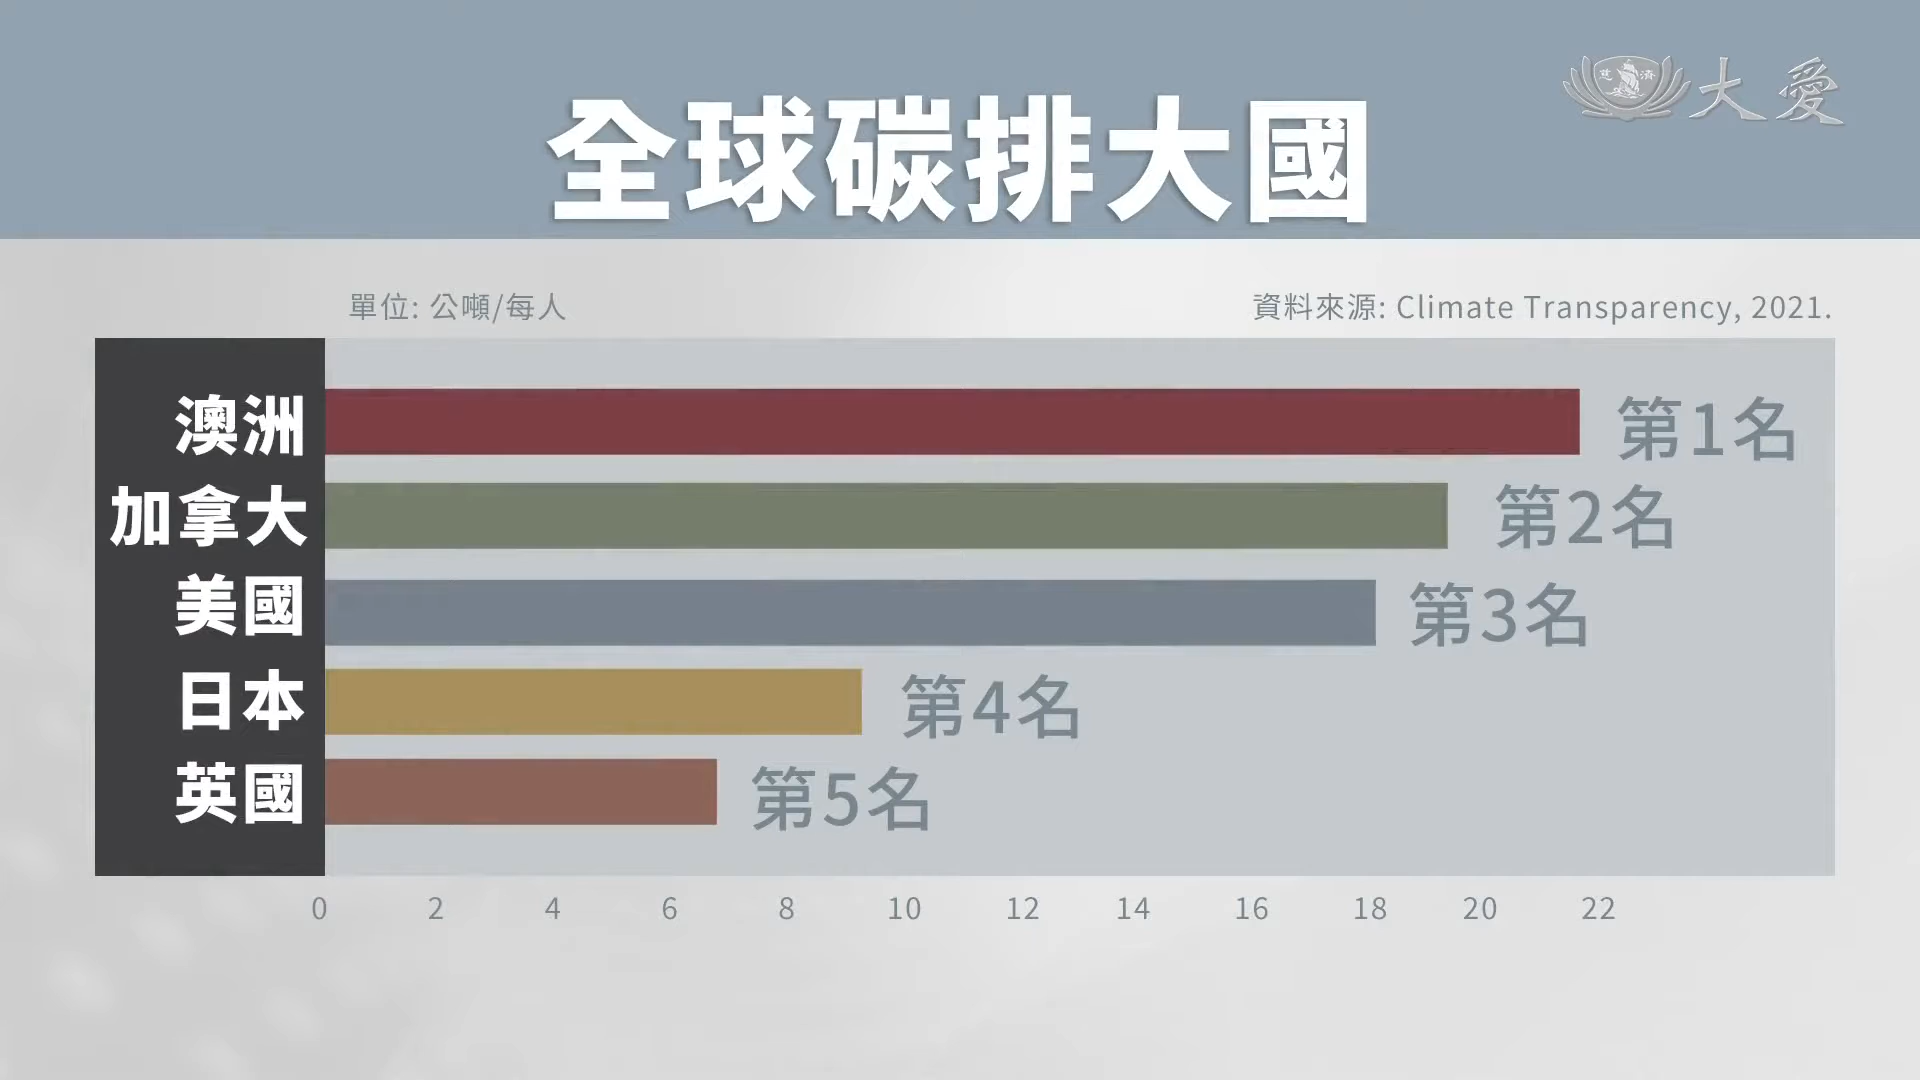 慈濟 大愛
全球碳排大國
單位: 公噸/每人
資料來源: Climate Transparency, 2021.
澳洲 第1名
加拿大 第2名
美國 第3名
日本 第4名
英國 第5名
0 2 4 6 8 10 12 14 16 18 20 22